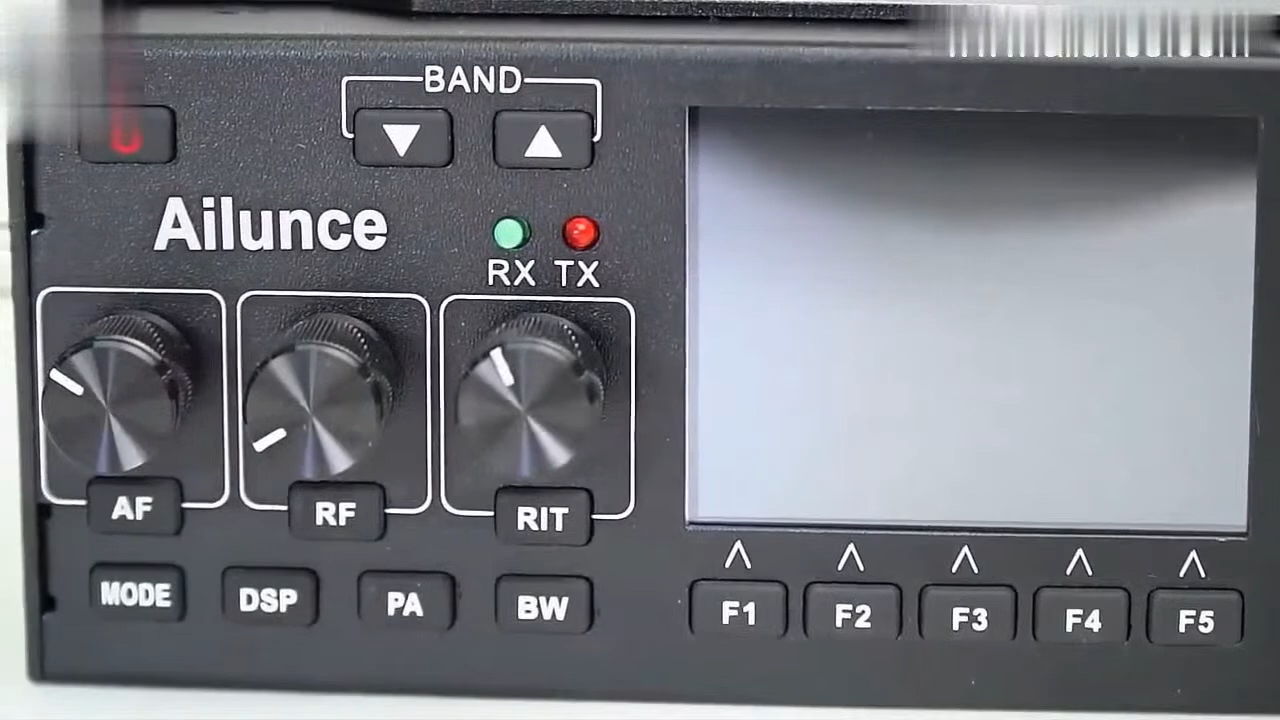 BAND
Ailunce
RX TX
AF RF RIT
MODE DSP PA BW
F1 F2 F3 F4 F5